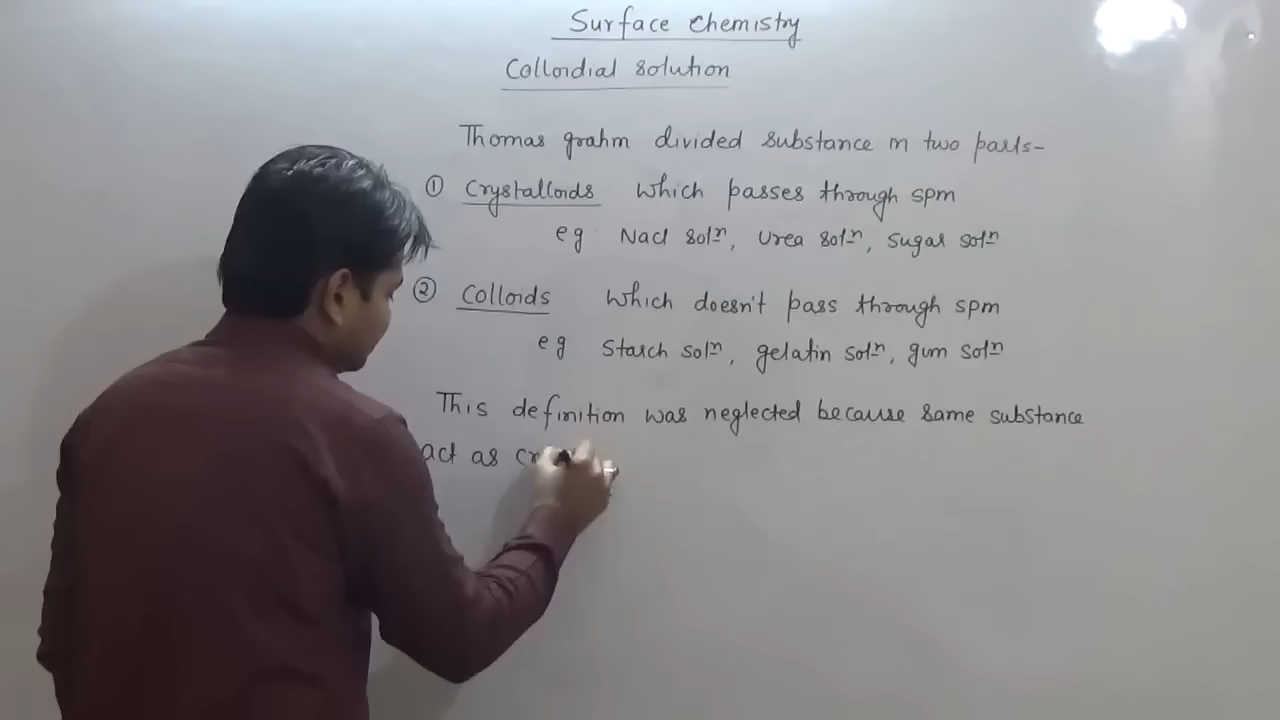 Surface Chemistry
Colloidial solution
Thomas grahm divided substance in two parts-
① Crystalloids Which passes through spm
eg Nacl solⁿ, Urea solⁿ, Sugar solⁿ
② Colloids Which doesn't pass through spm
eg Starch solⁿ, gelatin solⁿ, gum solⁿ
This definition was neglected because same substance
act as